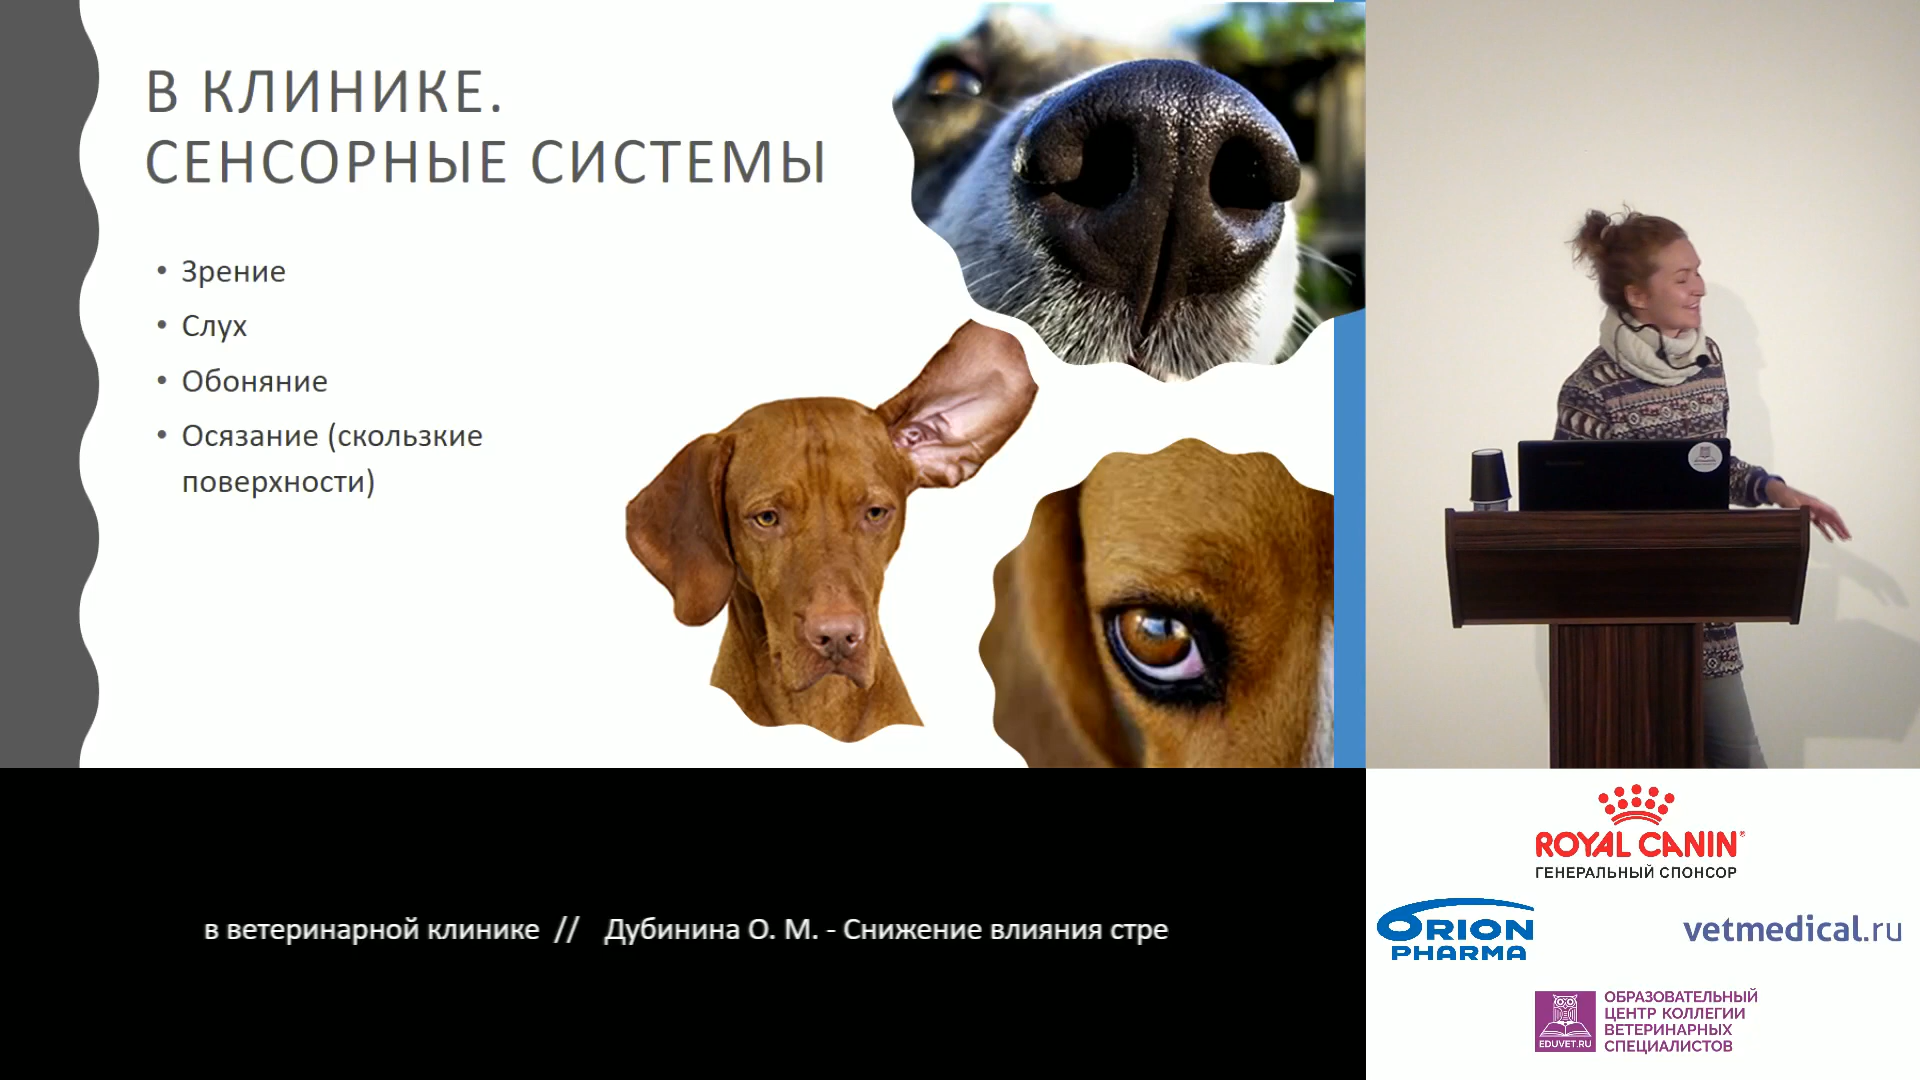 В КЛИНИКЕ.
СЕНСОРНЫЕ СИСТЕМЫ
• Зрение
• Слух
• Обоняние
• Осязание (скользкие
поверхности)
в ветеринарной клинике // Дубинина О. М. - Снижение влияния стре
ROYAL CANIN®
ГЕНЕРАЛЬНЫЙ СПОНСОР
ORION
PHARMA
vetmedical.ru
EDUVET.RU
ОБРАЗОВАТЕЛЬНЫЙ
ЦЕНТР КОЛЛЕГИИ
ВЕТЕРИНАРНЫХ
СПЕЦИАЛИСТОВ